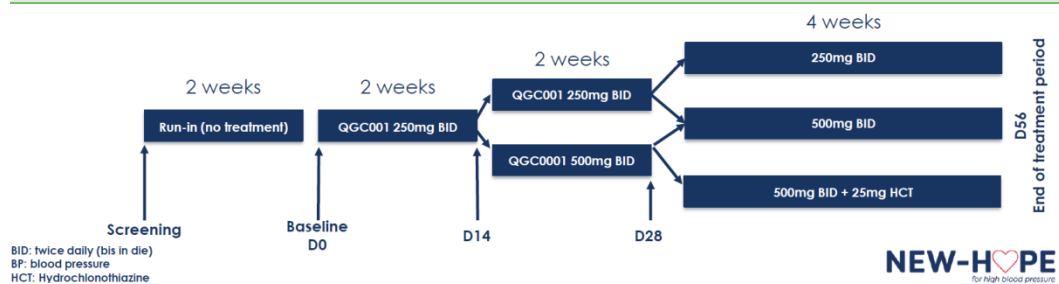 4 weeks
2 weeks
2 weeks
2 weeks
250mg BID
Run-in (no treatment)
QGC001 250mg BID
QGC001 250mg BID
500mg BID
QGC0001 500mg BID
500mg BID + 25mg HCT
D56
End of treatment period
Screening
Baseline
D0
D14
D28
BID: twice daily (bis in die)
BP: blood pressure
HCT: Hydrochlonothiazine
NEW-HOPE
for high blood pressure